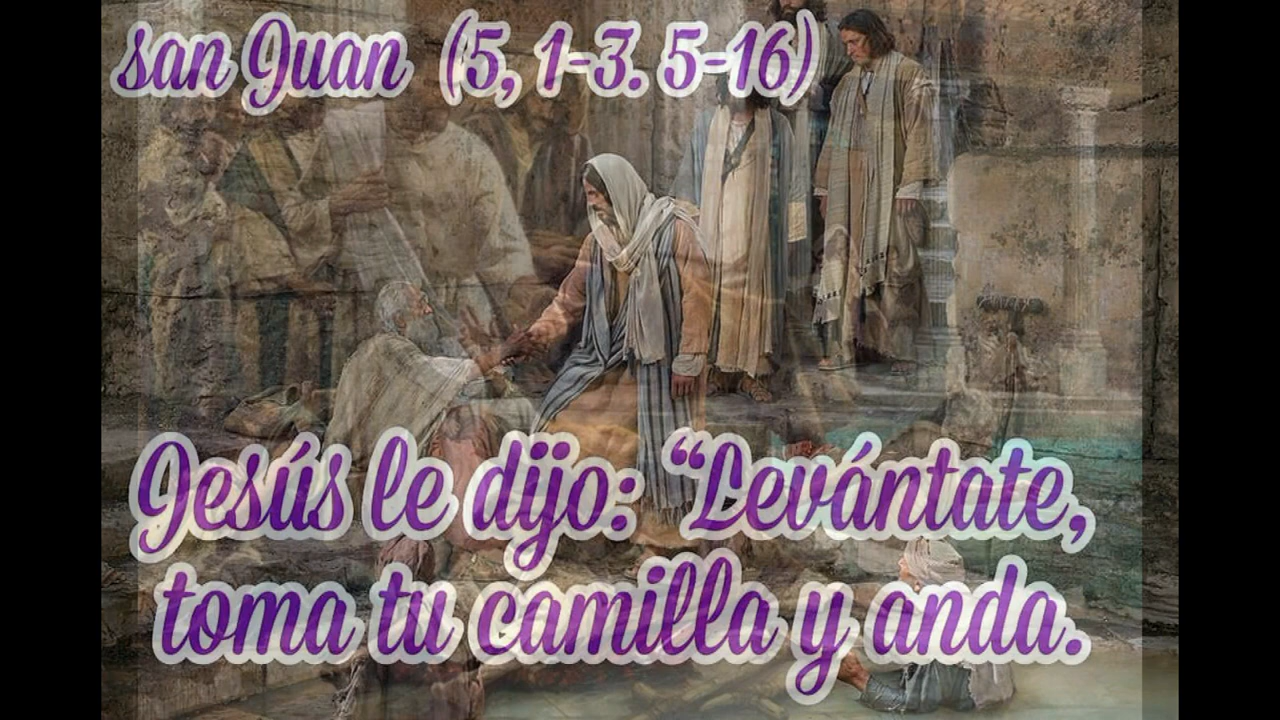 san Juan (5, 1-3. 5-16)
Jesús le dijo: “Levántate,
toma tu camilla y anda.